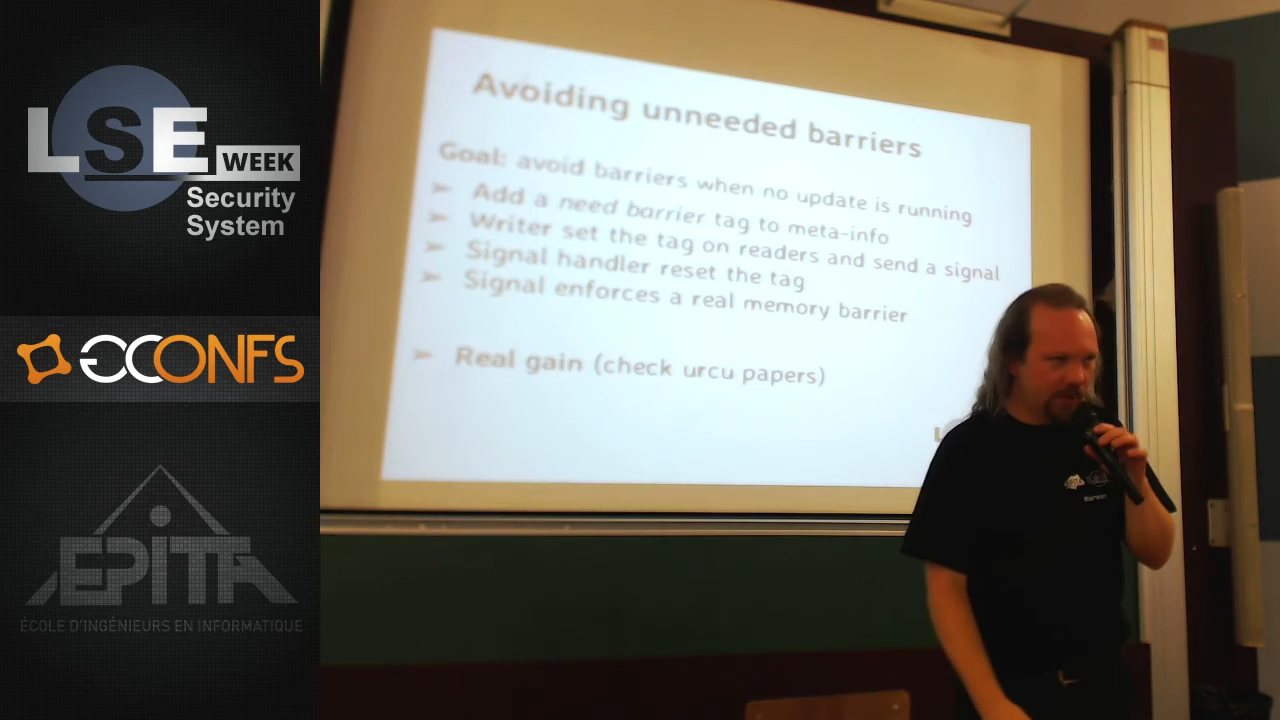 LSE
WEEK
Security
System
GCONFS
EPITA
ÉCOLE D'INGÉNIEURS EN INFORMATIQUE
Avoiding unneeded barriers
Goal: avoid barriers when no update is running
➤ Add a need barrier tag to meta-info
➤ Writer set the tag on readers and send a signal
➤ Signal handler reset the tag
➤ Signal enforces a real memory barrier
➤ Real gain (check urcu papers)